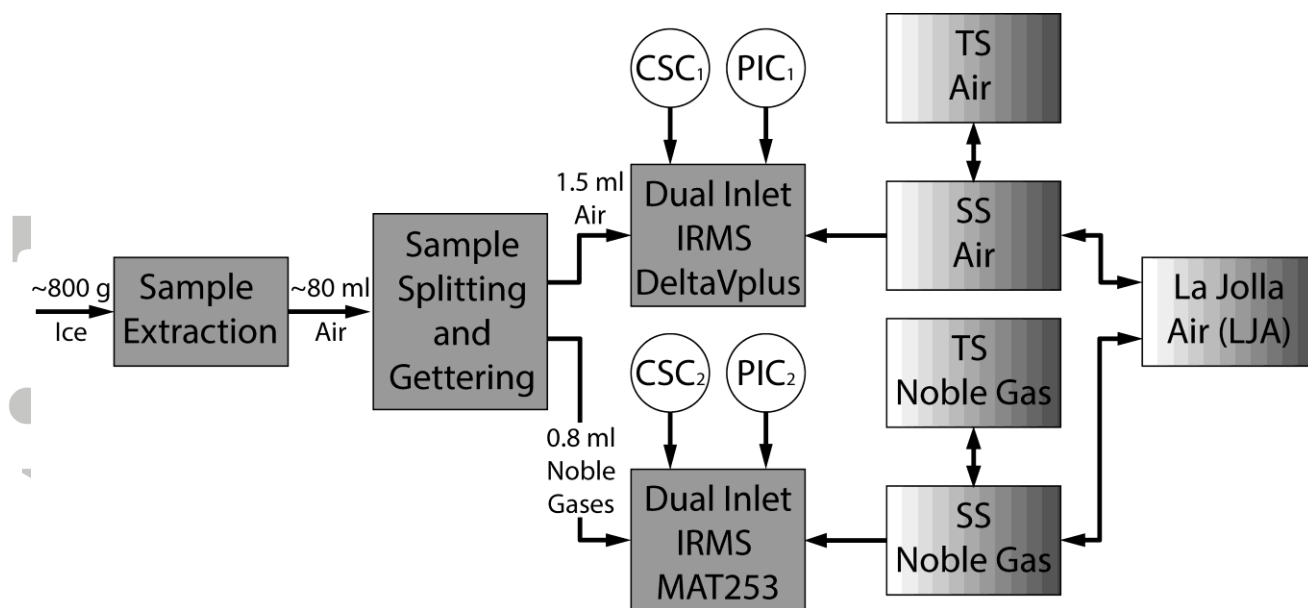 ~800 g
Ice
Sample
Extraction
~80 ml
Air
Sample
Splitting
and
Gettering
1.5 ml
Air
0.8 ml
Noble
Gases
CSC₁
PIC₁
Dual Inlet
IRMS
DeltaVplus
CSC₂
PIC₂
Dual Inlet
IRMS
MAT253
TS
Air
SS
Air
TS
Noble Gas
SS
Noble Gas
La Jolla
Air (LJA)